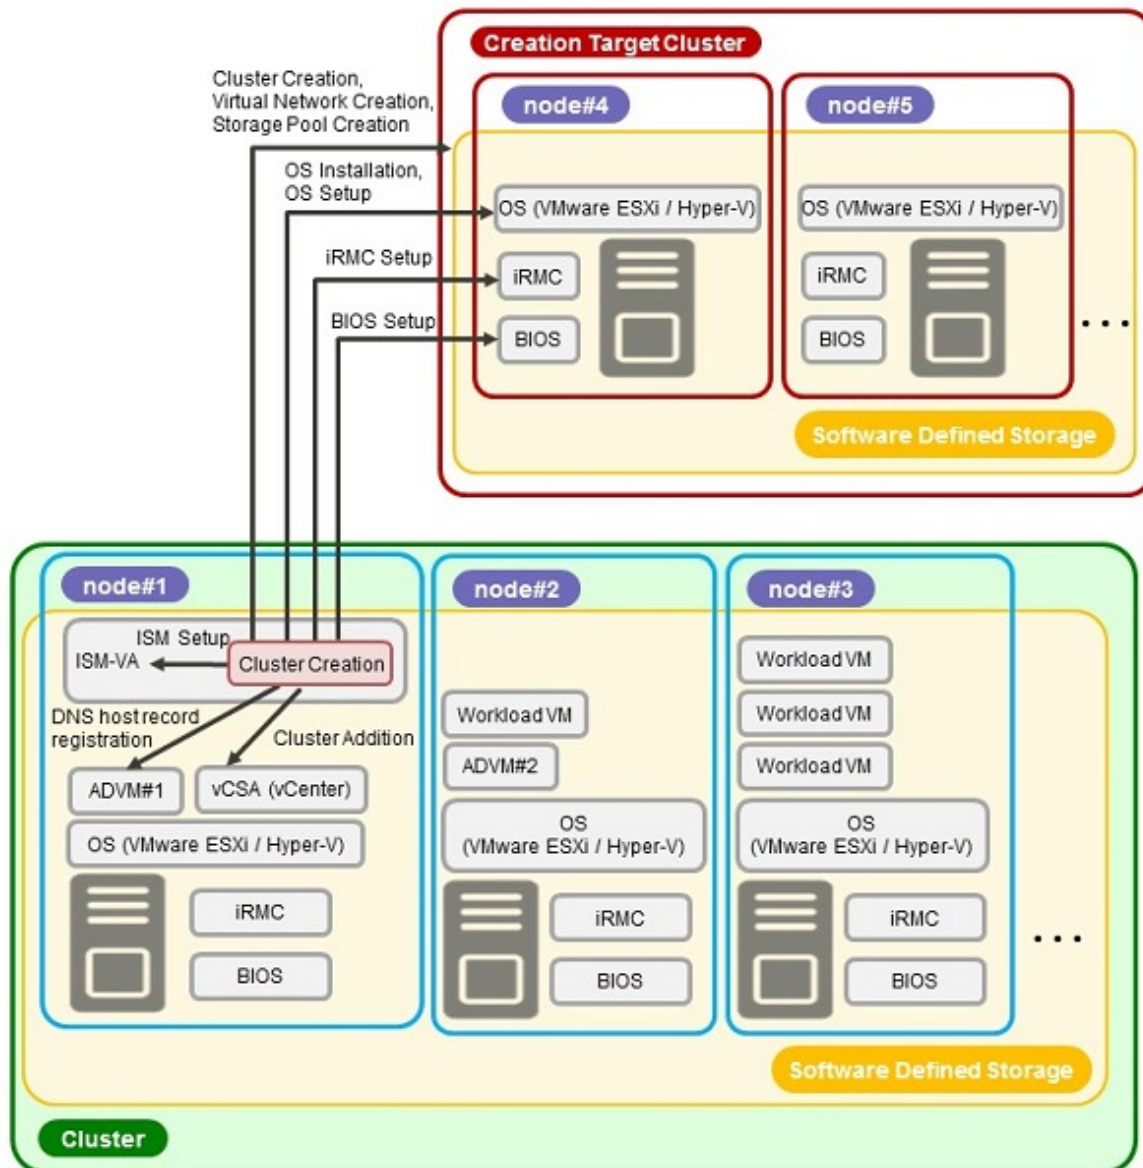 Creation Target Cluster
Cluster Creation,
Virtual Network Creation,
Storage Pool Creation
node#4
node#5
OS Installation,
OS Setup
OS (VMware ESXi / Hyper-V)
OS (VMware ESXi / Hyper-V)
iRMC Setup
iRMC
iRMC
BIOS Setup
BIOS
BIOS
...
Software Defined Storage
node#1
node#2
node#3
ISM Setup
ISM-VA
Cluster Creation
Workload VM
DNS host record
registration
Cluster Addition
Workload VM
Workload VM
ADVM#1
vCSA (vCenter)
ADVM#2
Workload VM
OS (VMware ESXi / Hyper-V)
OS
(VMware ESXi / Hyper-V)
OS
(VMware ESXi / Hyper-V)
iRMC
iRMC
iRMC
...
BIOS
BIOS
BIOS
Software Defined Storage
Cluster